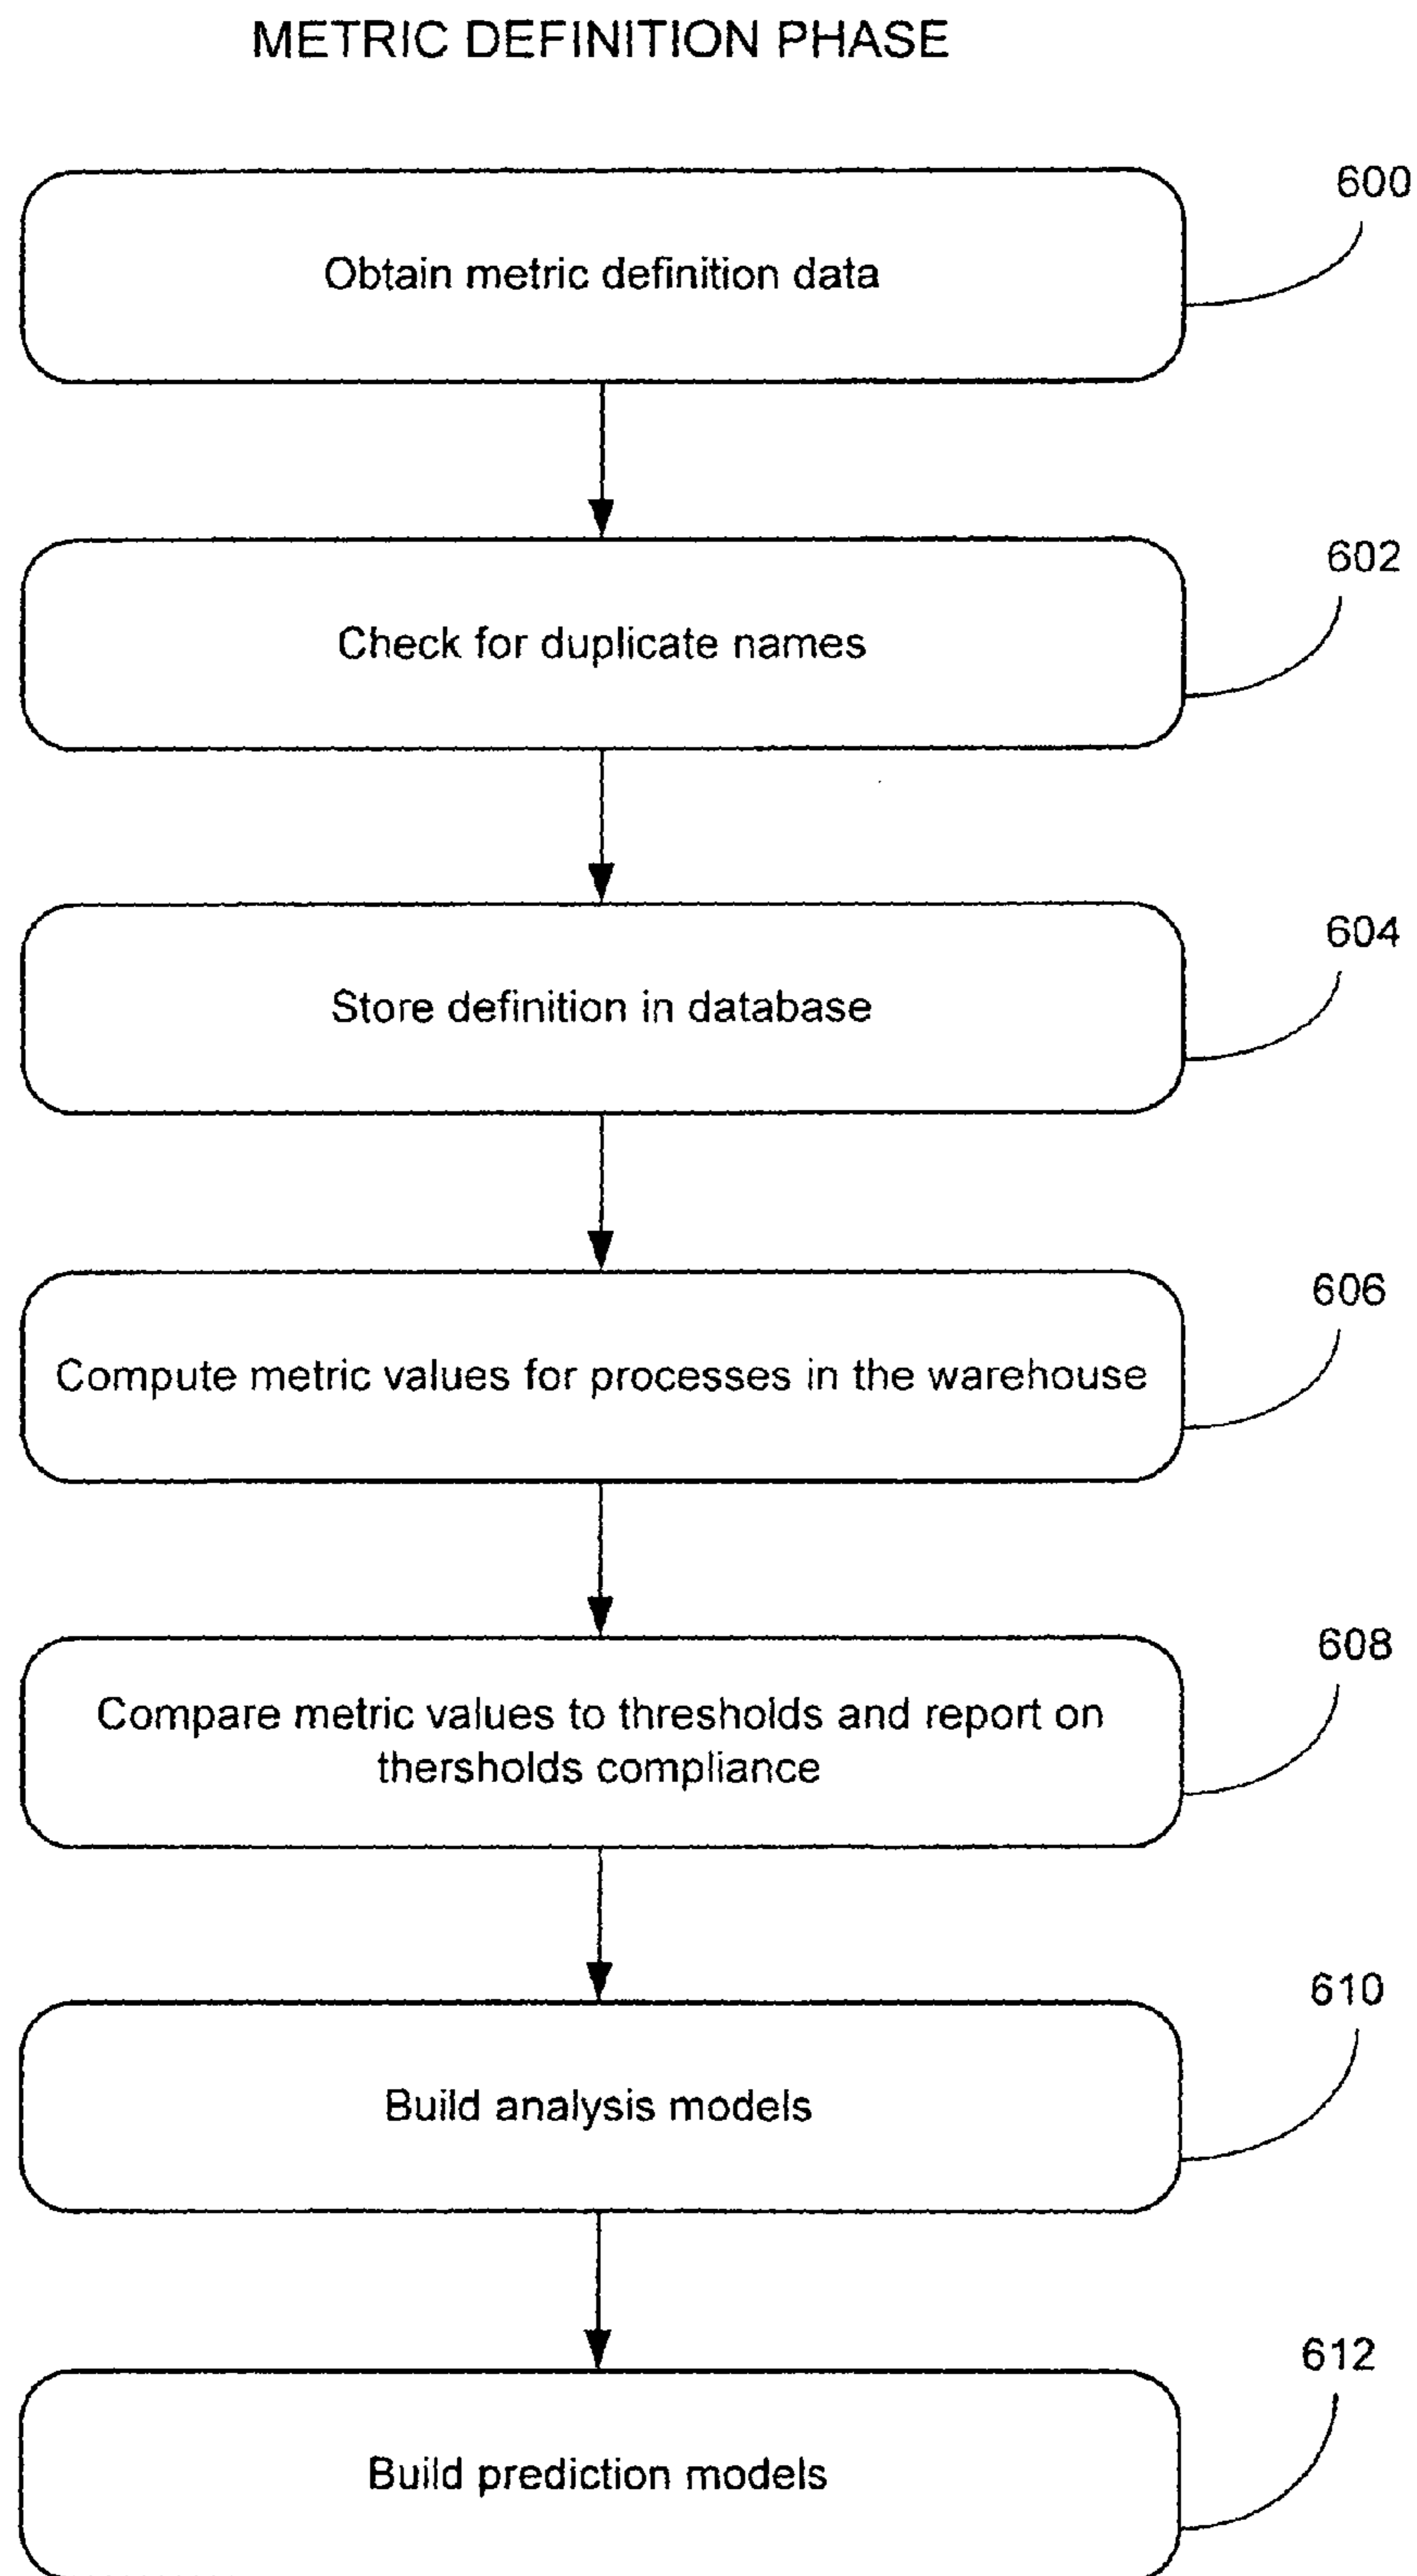 METRIC DEFINITION PHASE
600
Obtain metric definition data
602
Check for duplicate names
604
Store definition in database
606
Compute metric values for processes in the warehouse
608
Compare metric values to thresholds and report on
thersholds compliance
610
Build analysis models
612
Build prediction models